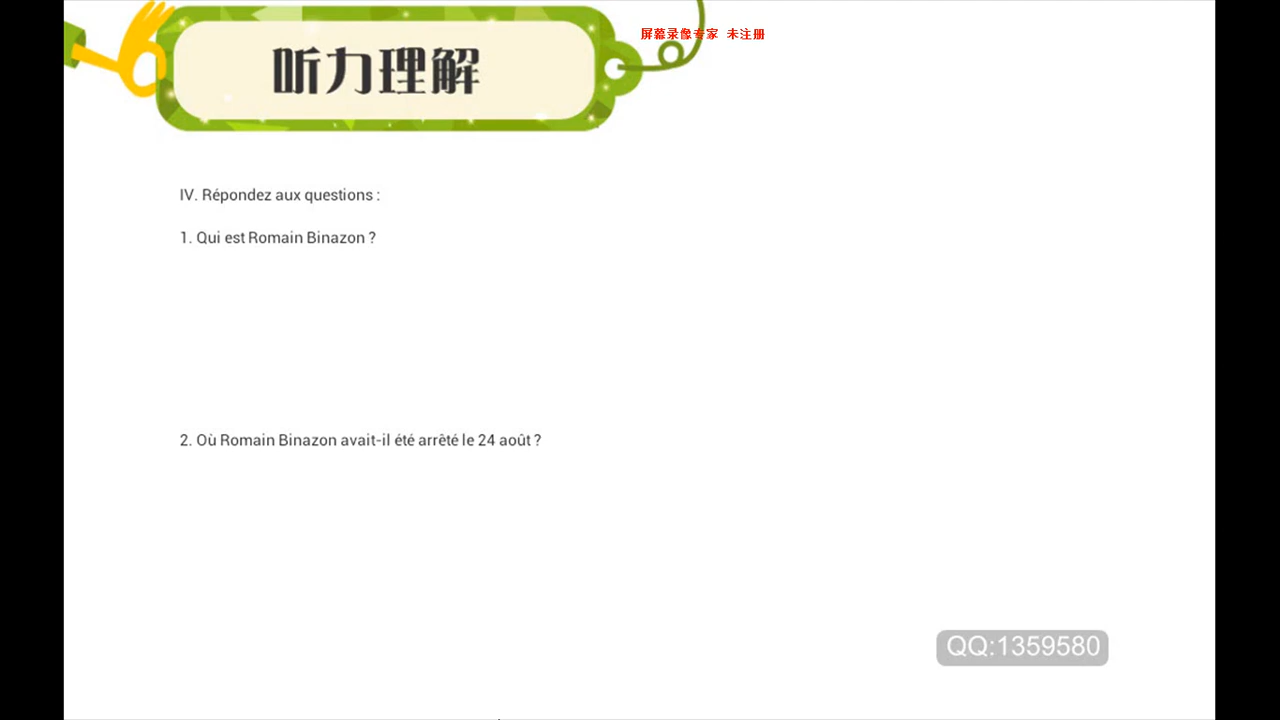 屏幕录像专家 未注册
听力理解
IV. Répondez aux questions :
1. Qui est Romain Binazon ?
2. Où Romain Binazon avait-il été arrêté le 24 août ?
QQ:1359580